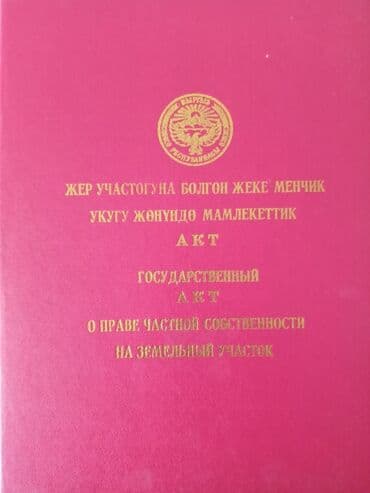 ЖЕР УЧАСТОГУНА БОЛГОН ЖЕКЕ МЕНЧИК
УКУГУ ЖӨНҮНДӨ МАМЛЕКЕТТИК
АКТ
ГОСУДАРСТВЕННЫЙ
АКТ
О ПРАВЕ ЧАСТНОЙ СОБСТВЕННОСТИ
НА ЗЕМЕЛЬНЫЙ УЧАСТОК